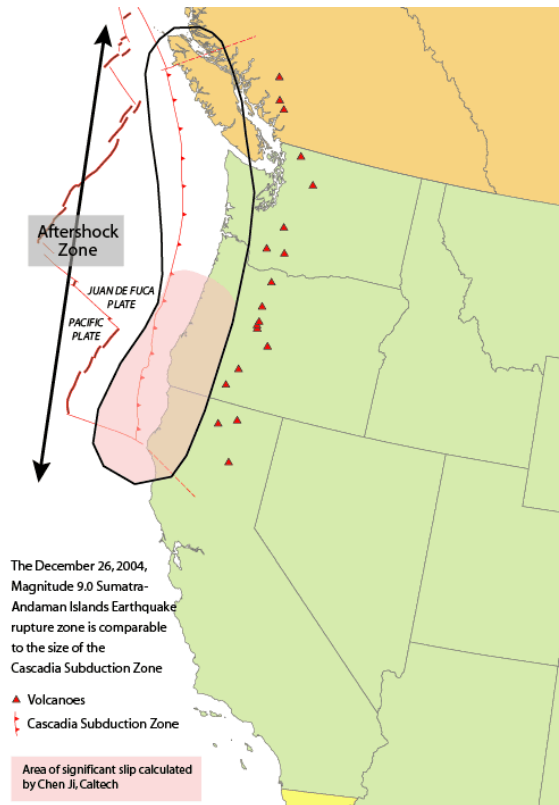 Aftershock
Zone
JUAN DE FUCA
PLATE
PACIFIC
PLATE
The December 26, 2004,
Magnitude 9.0 Sumatra-
Andaman Islands Earthquake
rupture zone is comparable
to the size of the
Cascadia Subduction Zone
Volcanoes
Cascadia Subduction Zone
Area of significant slip calculated
by Chen Ji, Caltech